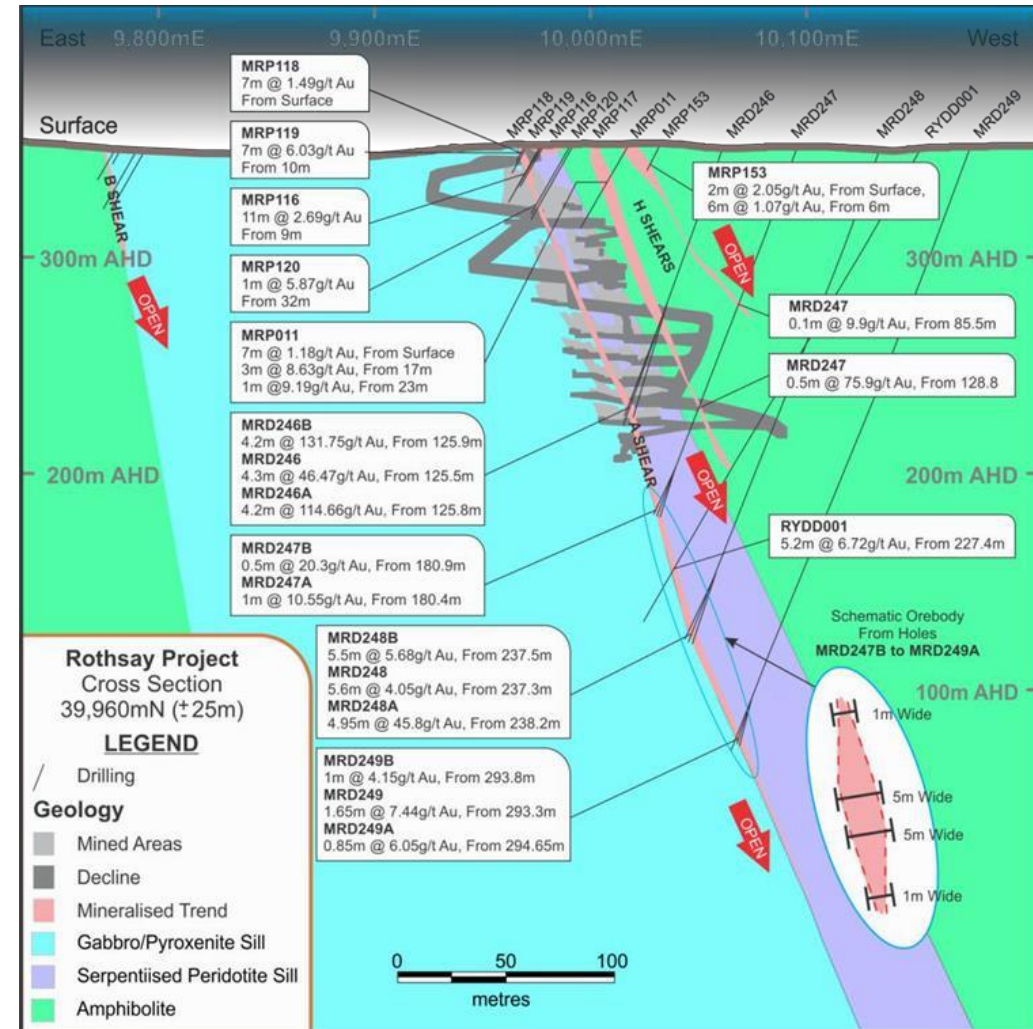 East 9,800mE 9,900mE 10,000mE 10,100mE West
MRP118
7m @ 1.49g/t Au
From Surface
MRP118 MRP119 MRP116 MRP120 MRP117 MRP011 MRP153 MRD246 MRD247 MRD248 RYDD001 MRD249
Surface
MRP119
7m @ 6.03g/t Au
From 10m
MRP153
2m @ 2.05g/t Au, From Surface,
6m @ 1.07g/t Au, From 6m
MRP116
11m @ 2.69g/t Au
From 9m
B SHEAR
H SHEARS
300m AHD
300m AHD
OPEN
OPEN
MRP120
1m @ 5.87g/t Au
From 32m
MRD247
0.1m @ 9.9g/t Au, From 85.5m
MRP011
7m @ 1.18g/t Au, From Surface
3m @ 8.63g/t Au, From 17m
1m @9.19g/t Au, From 23m
MRD247
0.5m @ 75.9g/t Au, From 128.8
MRD246B
4.2m @ 131.75g/t Au, From 125.9m
MRD246
4.3m @ 46.47g/t Au, From 125.5m
MRD246A
4.2m @ 114.66g/t Au, From 125.8m
A SHEAR
200m AHD
200m AHD
OPEN
RYDD001
5.2m @ 6.72g/t Au, From 227.4m
MRD247B
0.5m @ 20.3g/t Au, From 180.9m
MRD247A
1m @ 10.55g/t Au, From 180.4m
Schematic Orebody
From Holes
MRD247B to MRD249A
MRD248B
5.5m @ 5.68g/t Au, From 237.5m
MRD248
5.6m @ 4.05g/t Au, From 237.3m
MRD248A
4.95m @ 45.8g/t Au, From 238.2m
100m AHD
1m Wide
5m Wide
5m Wide
1m Wide
MRD249B
1m @ 4.15g/t Au, From 293.8m
MRD249
1.65m @ 7.44g/t Au, From 293.3m
MRD249A
0.85m @ 6.05g/t Au, From 294.65m
OPEN
Rothsay Project
Cross Section
39,960mN (±25m)
LEGEND
Drilling
Geology
Mined Areas
Decline
Mineralised Trend
Gabbro/Pyroxenite Sill
Serpentiised Peridotite Sill
Amphibolite
0 50 100
metres